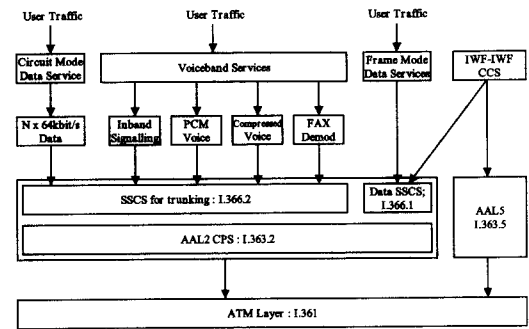 User Traffic
User Traffic
User Traffic
Circuit Mode
Data Service
Voiceband Services
Frame Mode
Data Services
IWF-IWF
CCS
N x 64kbit/s
Data
Inband
Signalling
PCM
Voice
Compressed
Voice
FAX
Demod
SSCS for trunking : I.366.2
Data SSCS;
I.366.1
AAL5
I.363.5
AAL2 CPS : I.363.2
ATM Layer : I.361